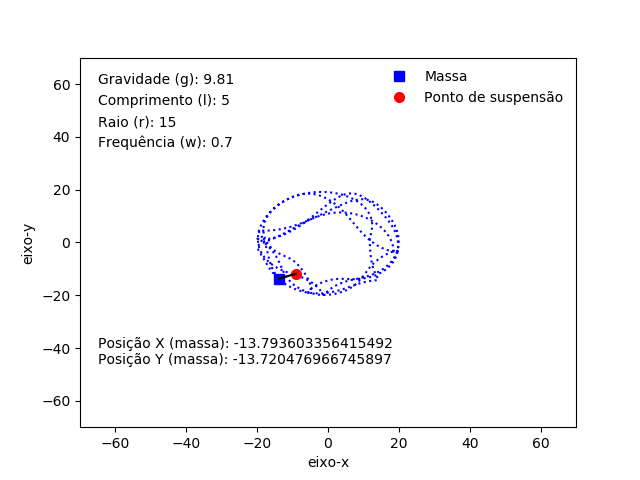 Gravidade (g): 9.81
Comprimento (l): 5
Raio (r): 15
Frequência (w): 0.7
Massa
Ponto de suspensão
Posição X (massa): -13.793603356415492
Posição Y (massa): -13.720476966745897
eixo-y
60
40
20
0
−20
−40
−60
−60
−40
−20
0
20
40
60
eixo-x